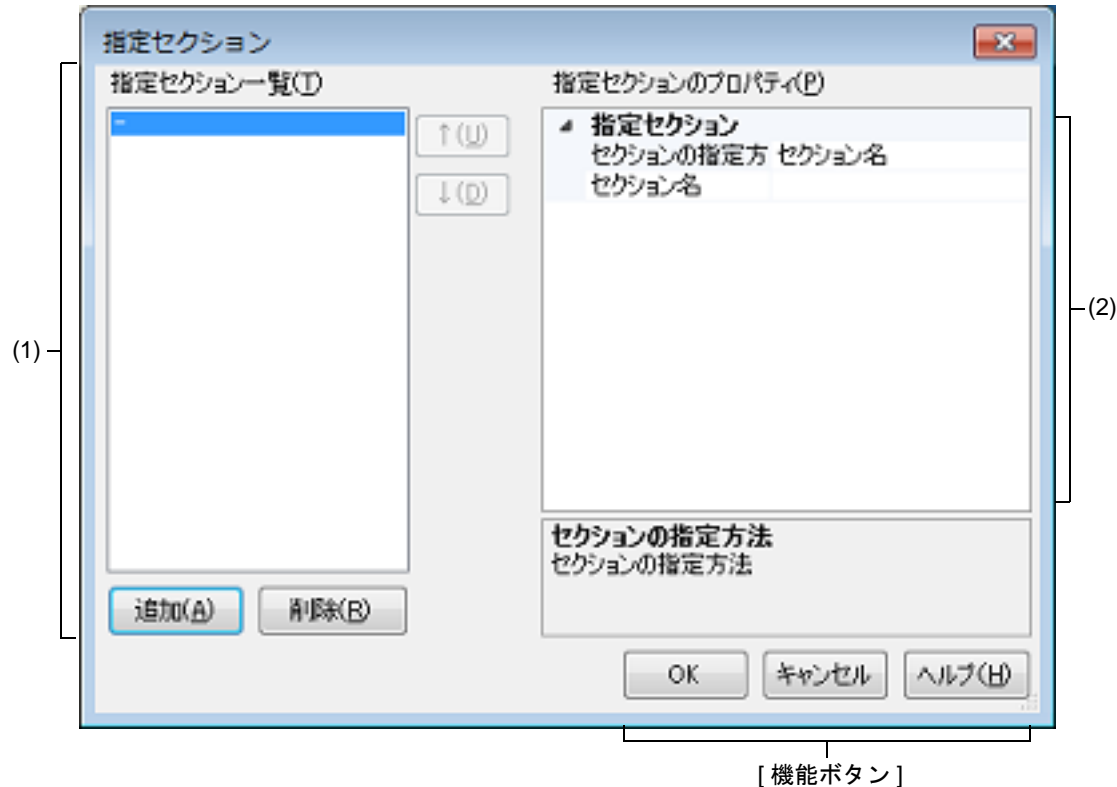 指定セクション
指定セクション一覧(T)
指定セクションのプロパティ(P)
-
↑(U)
↓(D)
指定セクション
セクションの指定方 セクション名
セクション名
(1)
(2)
セクションの指定方法
セクションの指定方法
追加(A)
削除(R)
OK
キャンセル
ヘルプ(H)
[ 機能ボタン ]